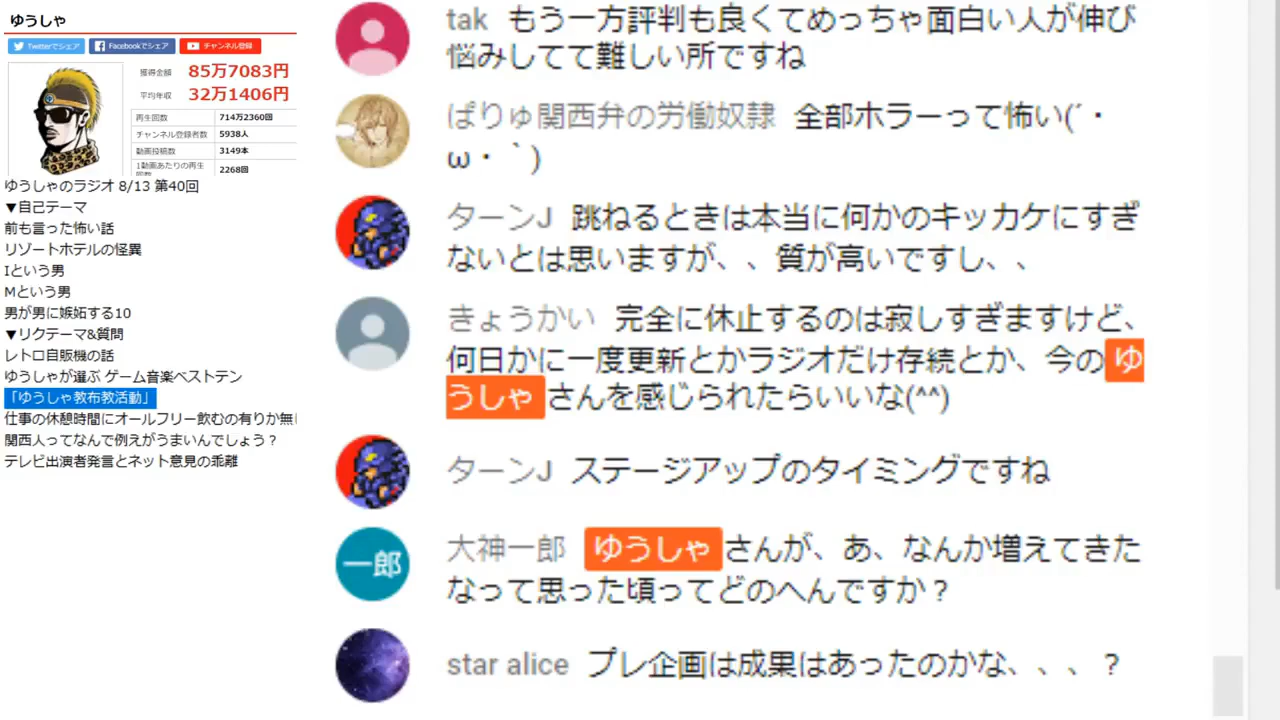 ゆうしゃ
Twitterでシェア
Facebookでシェア
チャンネル登録
獲得金額 85万7083円
平均年収 32万1406円
再生回数 714万2360回
チャンネル登録者数 5938人
動画投稿数 3149本
1動画あたりの再生回数 2268回
ゆうしゃのラジオ 8/13 第40回
▼自己テーマ
前も言った怖い話
リゾートホテルの怪異
Iという男
Mという男
男が男に嫉妬する10
▼リクテーマ&質問
レトロ自販機の話
ゆうしゃが選ぶ ゲーム音楽ベストテン
「ゆうしゃ教布教活動」
仕事の休憩時間にオールフリー飲むの有りか無し
関西人ってなんで例えがうまいんでしょう？
テレビ出演者発言とネット意見の乖離
tak もう一方評判も良くてめっちゃ面白い人が伸び
悩みしてて難しい所ですね
ぱりゅ関西弁の労働奴隷 全部ホラーって怖い(´・
ω・｀)
ターンJ 跳ねるときは本当に何かのキッカケにすぎ
ないとは思いますが、、質が高いですし、、
きょうかい 完全に休止するのは寂しすぎますけど、
何日かに一度更新とかラジオだけ存続とか、今のゆ
うしゃさんを感じられたらいいな(^^)
ターンJ ステージアップのタイミングですね
一郎
大神一郎 ゆうしゃさんが、あ、なんか増えてきた
なって思った頃ってどのへんですか？
star alice プレ企画は成果はあったのかな、、、？